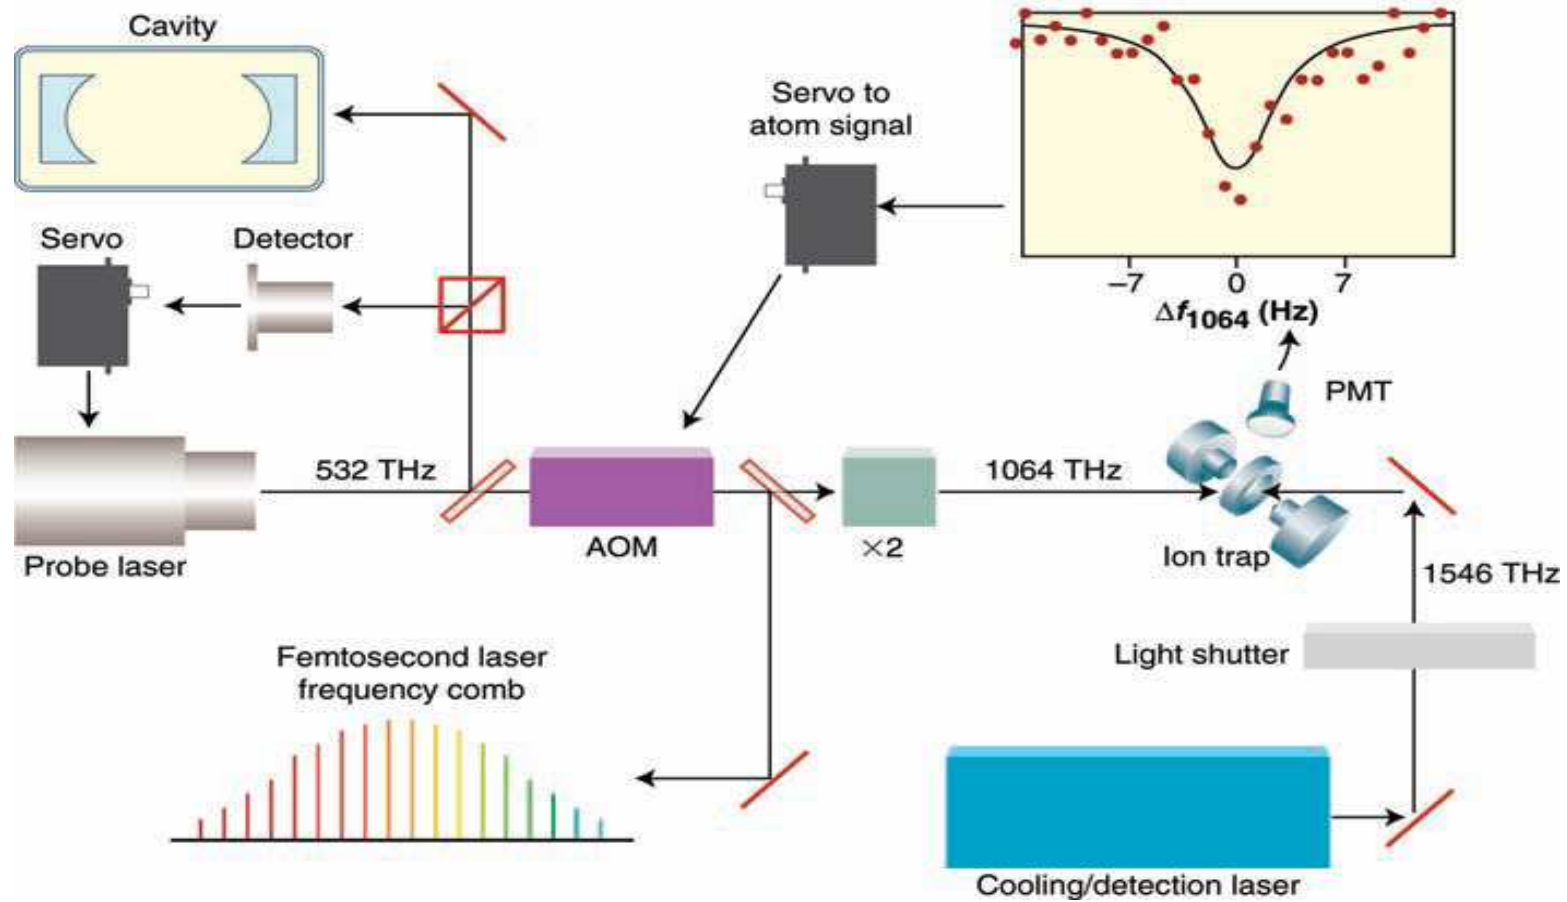 Cavity
Servo to
atom signal
Servo
Detector
–7 0 7
Δf1064 (Hz)
PMT
532 THz
1064 THz
Probe laser
AOM
×2
Ion trap
1546 THz
Femtosecond laser
frequency comb
Light shutter
Cooling/detection laser